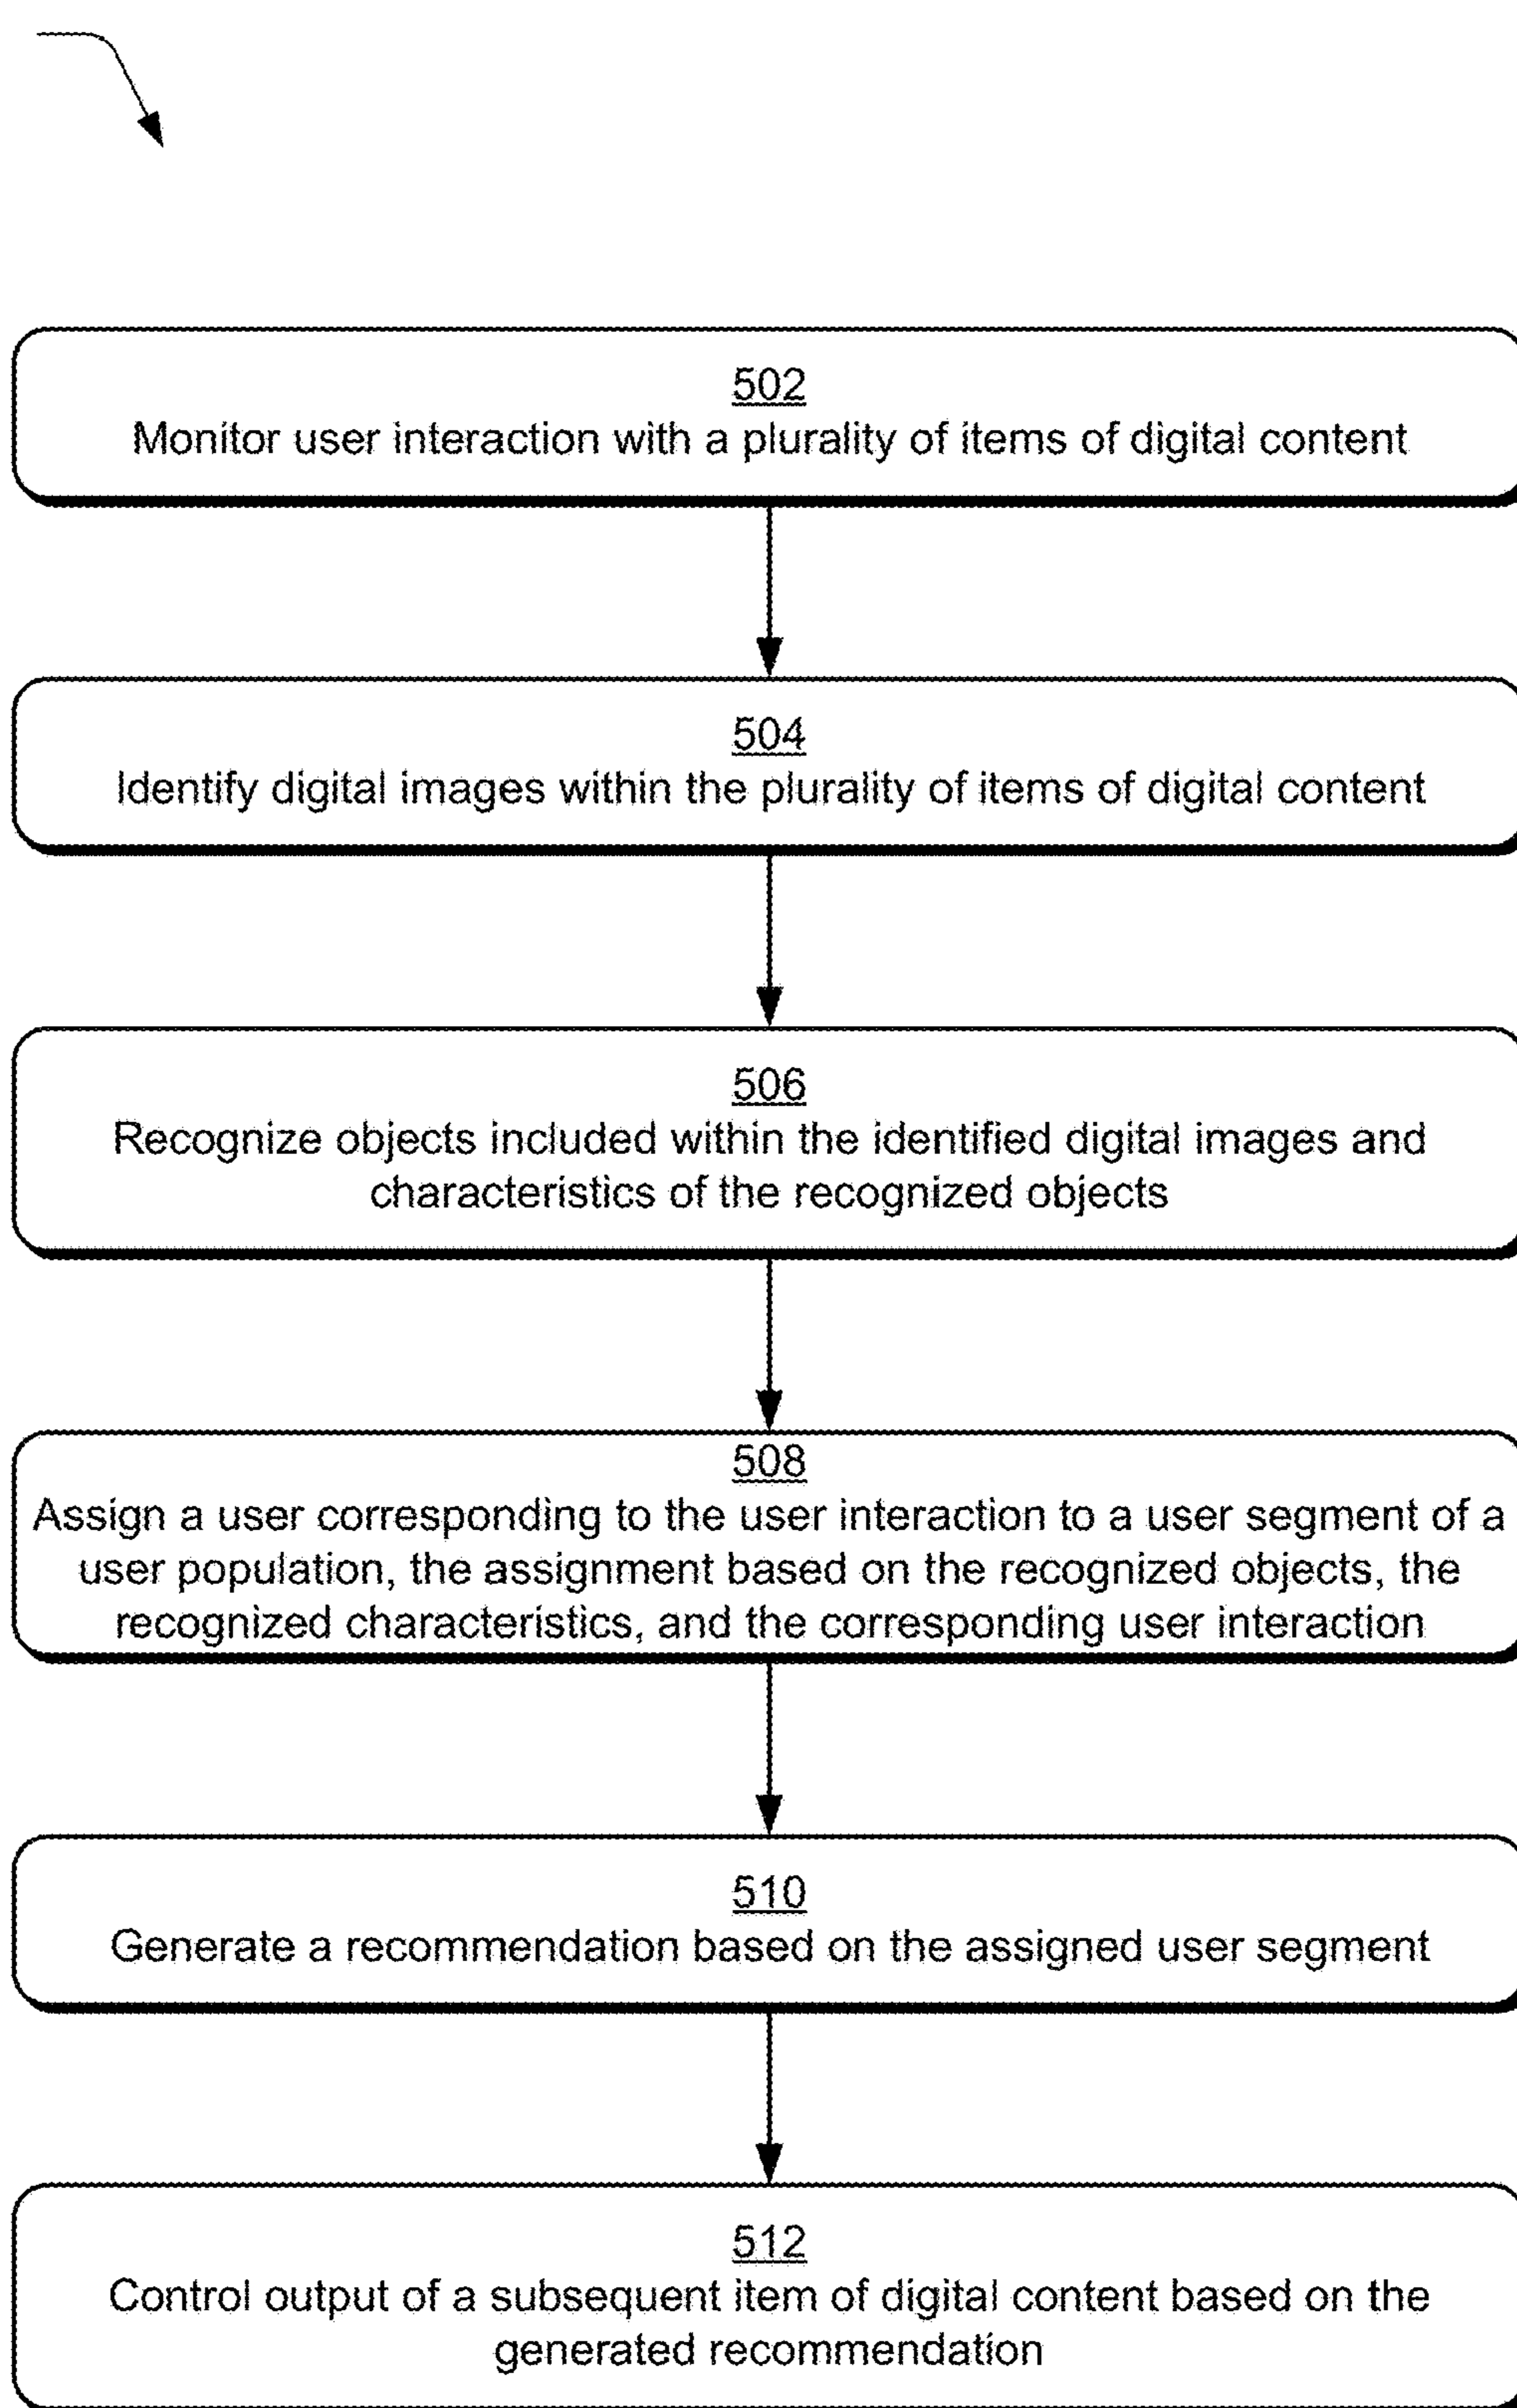 502
Monitor user interaction with a plurality of items of digital content
504
Identify digital images within the plurality of items of digital content
506
Recognize objects included within the identified digital images and
characteristics of the recognized objects
508
Assign a user corresponding to the user interaction to a user segment of a
user population, the assignment based on the recognized objects, the
recognized characteristics, and the corresponding user interaction
510
Generate a recommendation based on the assigned user segment
512
Control output of a subsequent item of digital content based on the
generated recommendation